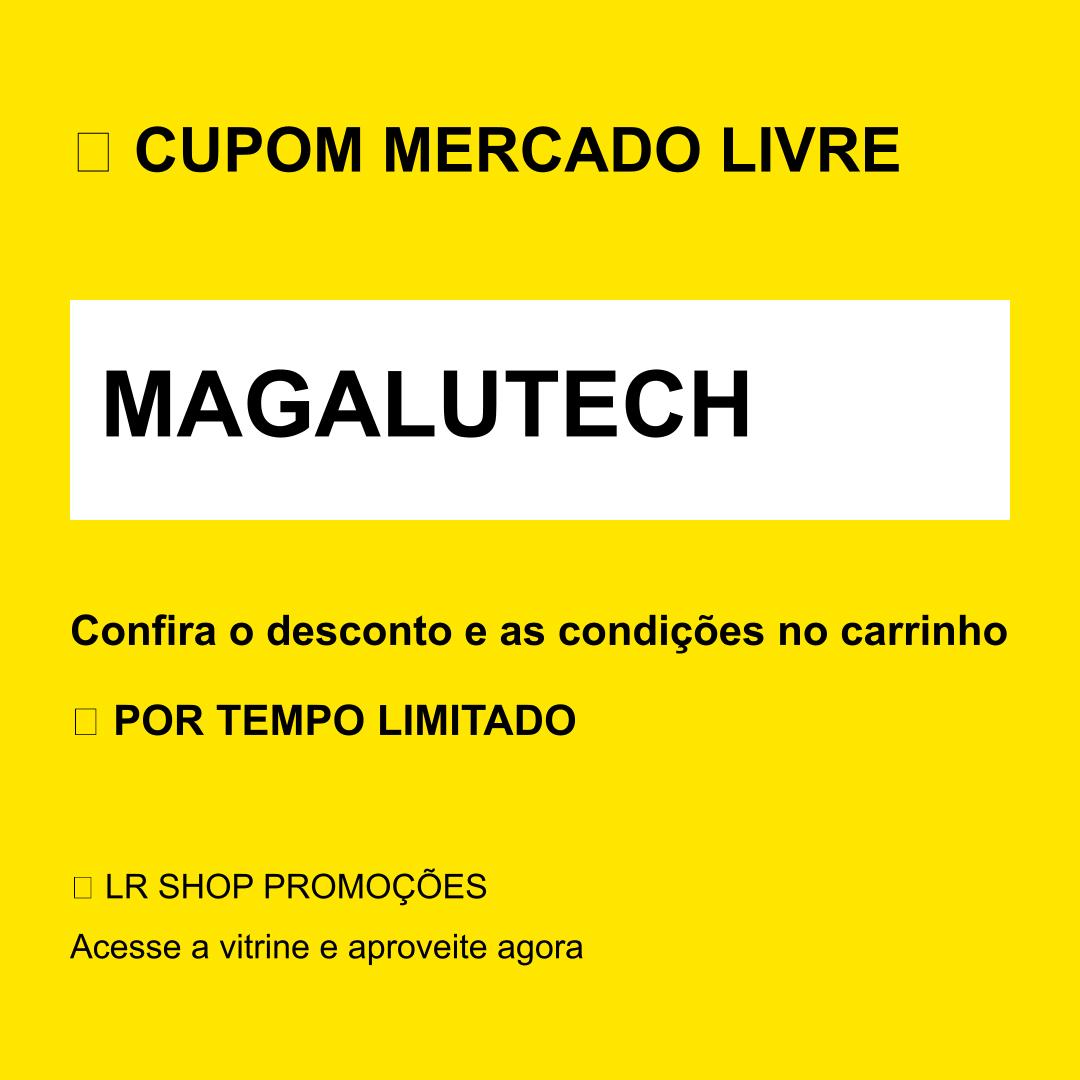 □ CUPOM MERCADO LIVRE
MAGALUTECH
Confira o desconto e as condições no carrinho
□ POR TEMPO LIMITADO
□ LR SHOP PROMOÇÕES
Acesse a vitrine e aproveite agora